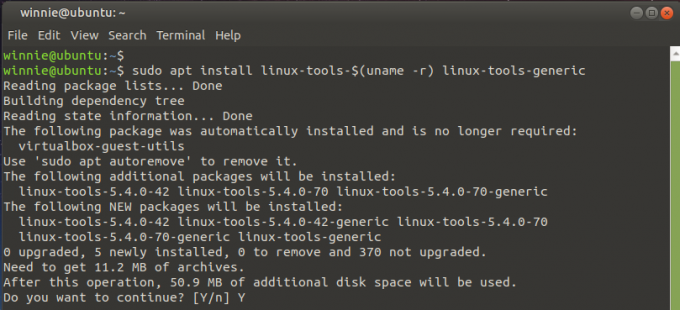 winnie@ubuntu: ~
File Edit View Search Terminal Help
winnie@ubuntu:~$
winnie@ubuntu:~$ sudo apt install linux-tools-$(uname -r) linux-tools-generic
Reading package lists... Done
Building dependency tree
Reading state information... Done
The following package was automatically installed and is no longer required:
  virtualbox-guest-utils
Use 'sudo apt autoremove' to remove it.
The following additional packages will be installed:
  linux-tools-5.4.0-42 linux-tools-5.4.0-70 linux-tools-5.4.0-70-generic
The following NEW packages will be installed:
  linux-tools-5.4.0-42 linux-tools-5.4.0-42-generic linux-tools-5.4.0-70
  linux-tools-5.4.0-70-generic linux-tools-generic
0 upgraded, 5 newly installed, 0 to remove and 370 not upgraded.
Need to get 11.2 MB of archives.
After this operation, 50.9 MB of additional disk space will be used.
Do you want to continue? [Y/n] Y